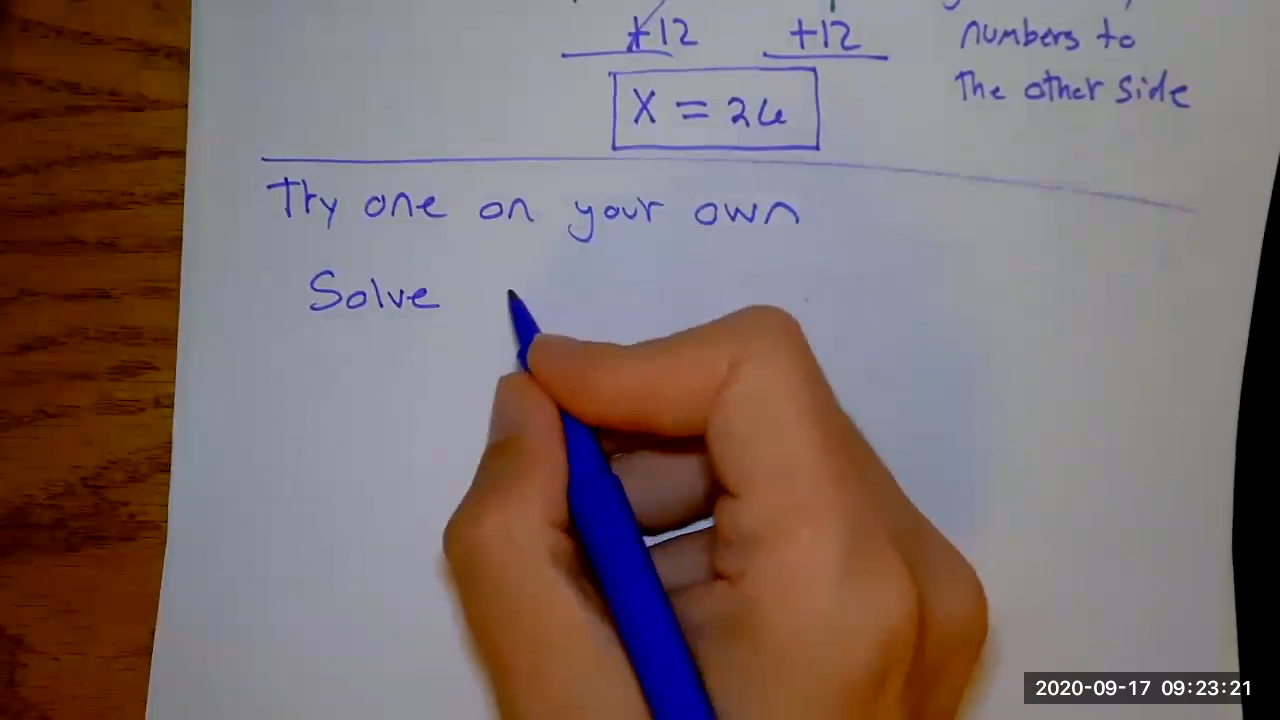 +12 +12
numbers to
the other side
X = 26
Try one on your own
Solve
2020-09-17 09:23:21